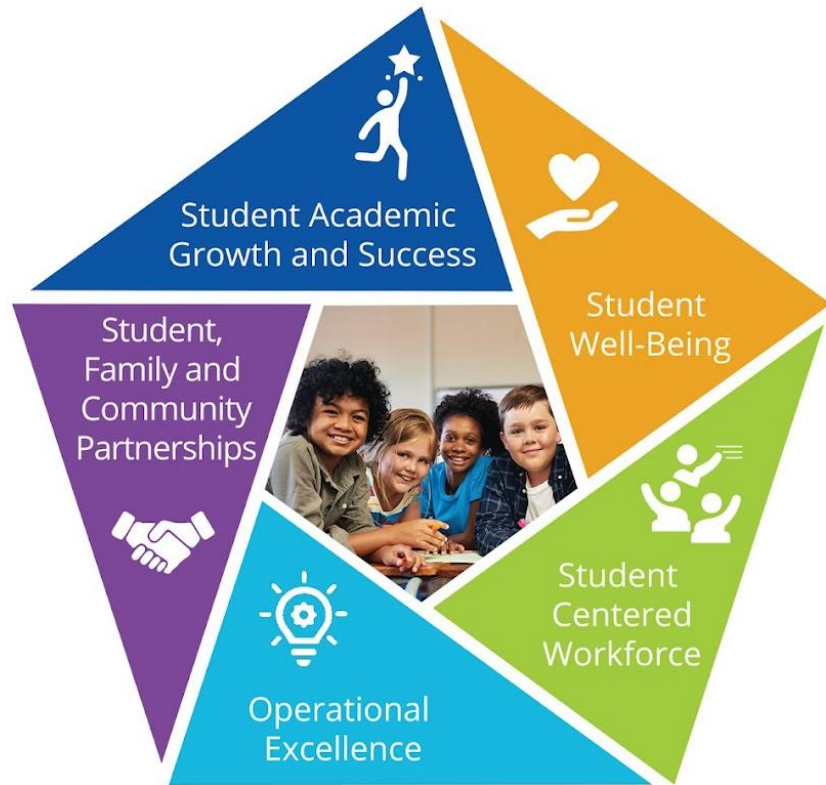 Student Academic
Growth and Success
Student
Well-Being
Student
Centered
Workforce
Operational
Excellence
Student,
Family and
Community
Partnerships